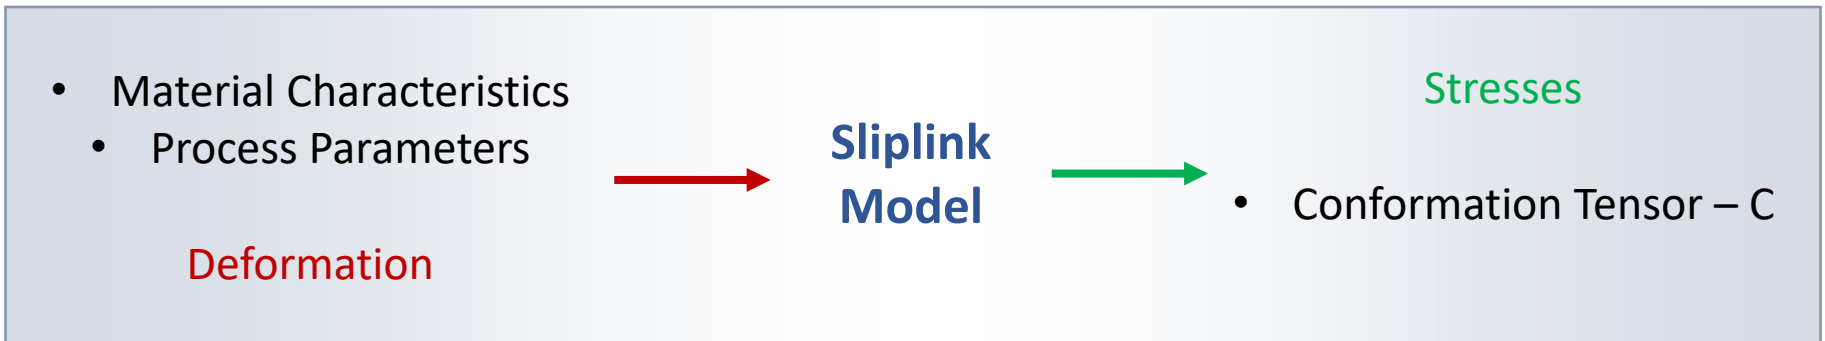 • Material Characteristics
• Process Parameters
Deformation
Sliplink
Model
Stresses
• Conformation Tensor – C